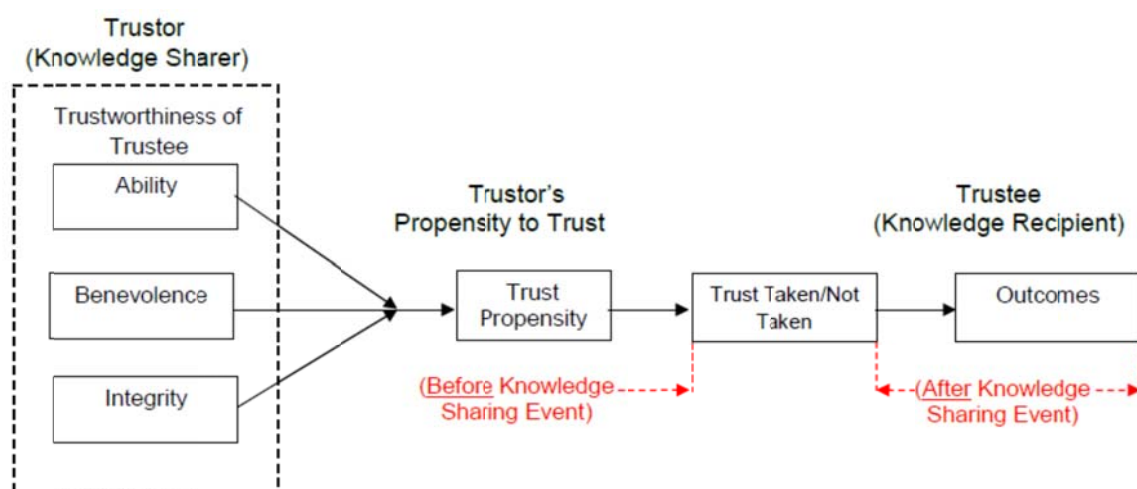 Trustor
(Knowledge Sharer)
Trustworthiness of
Trustee
Ability
Benevolence
Integrity
Trustor's
Propensity to Trust
Trust
Propensity
Trust Taken/Not
Taken
Trustee
(Knowledge Recipient)
Outcomes
(Before Knowledge
Sharing Event)
(After Knowledge
Sharing Event)